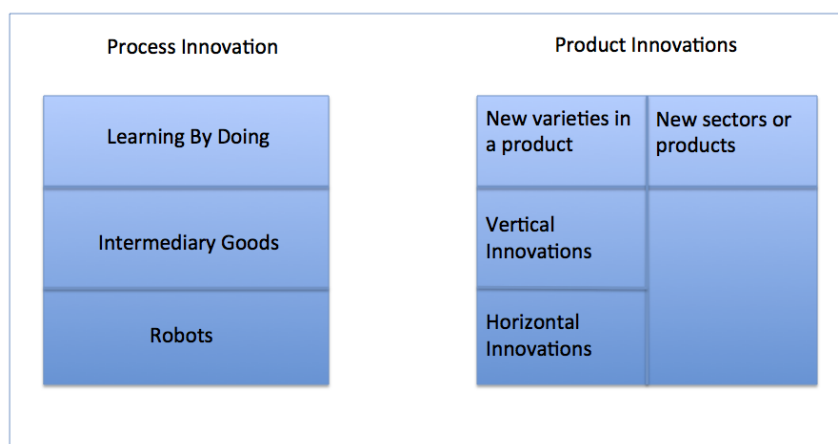 Process Innovation
Learning By Doing
Intermediary Goods
Robots
Product Innovations
New varieties in
a product
New sectors or
products
Vertical
Innovations
Horizontal
Innovations